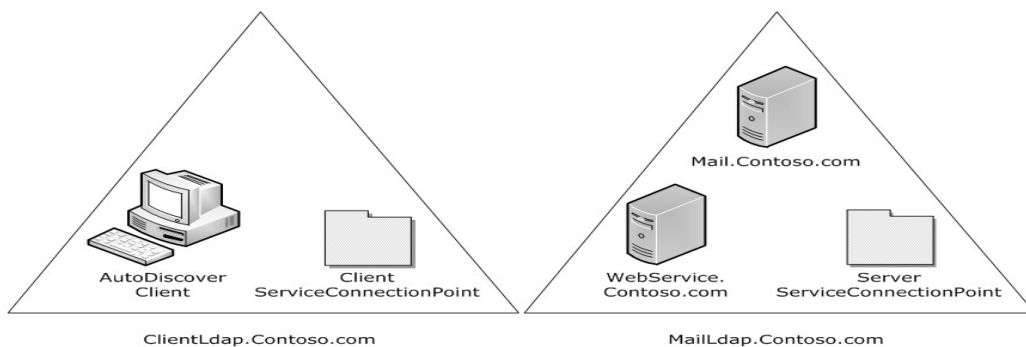 Mail.Contoso.com
AutoDiscover
Client
Client
ServiceConnectionPoint
WebService.
Contoso.com
Server
ServiceConnectionPoint
ClientLdap.Contoso.com
MailLdap.Contoso.com